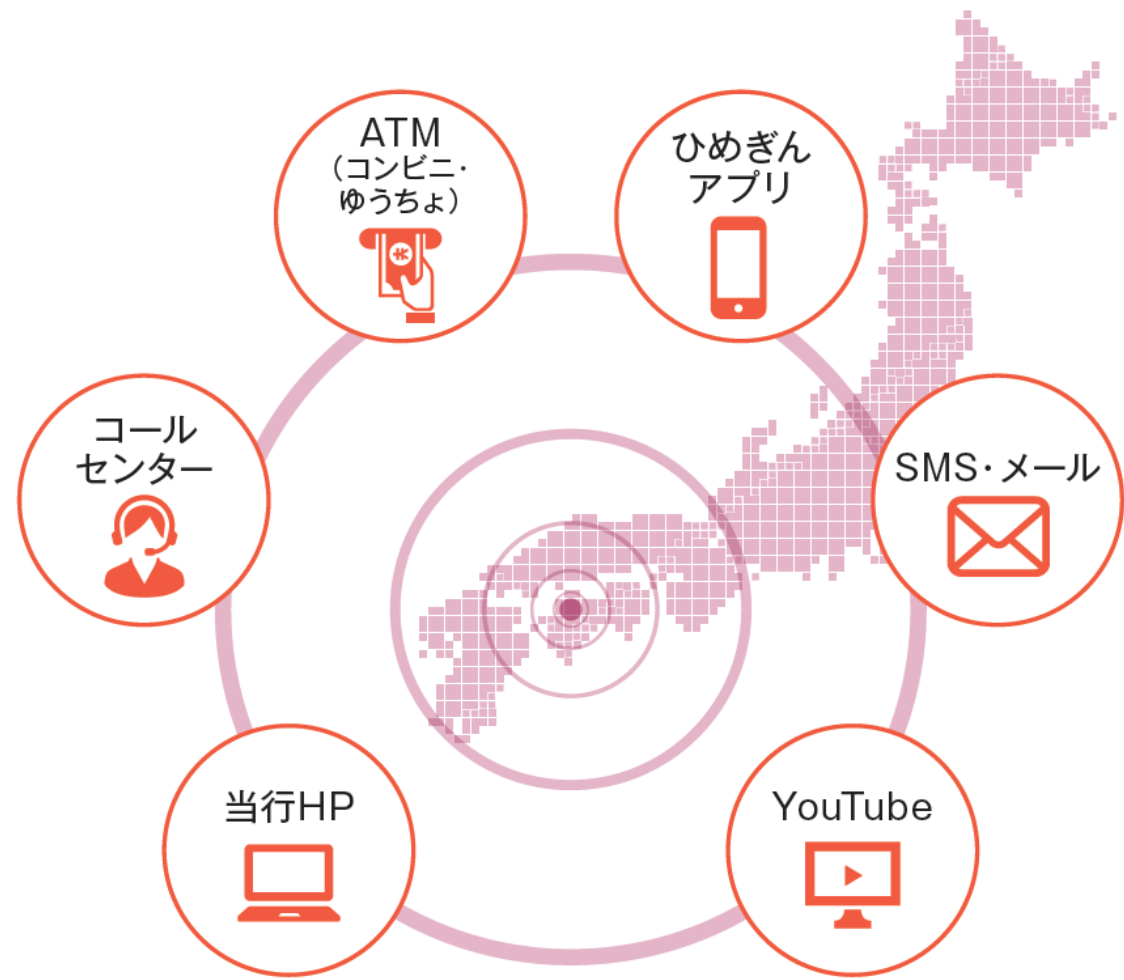 ATM
（コンビニ・
ゆうちょ）
ひめぎん
アプリ
コール
センター
SMS・メール
当行HP
YouTube